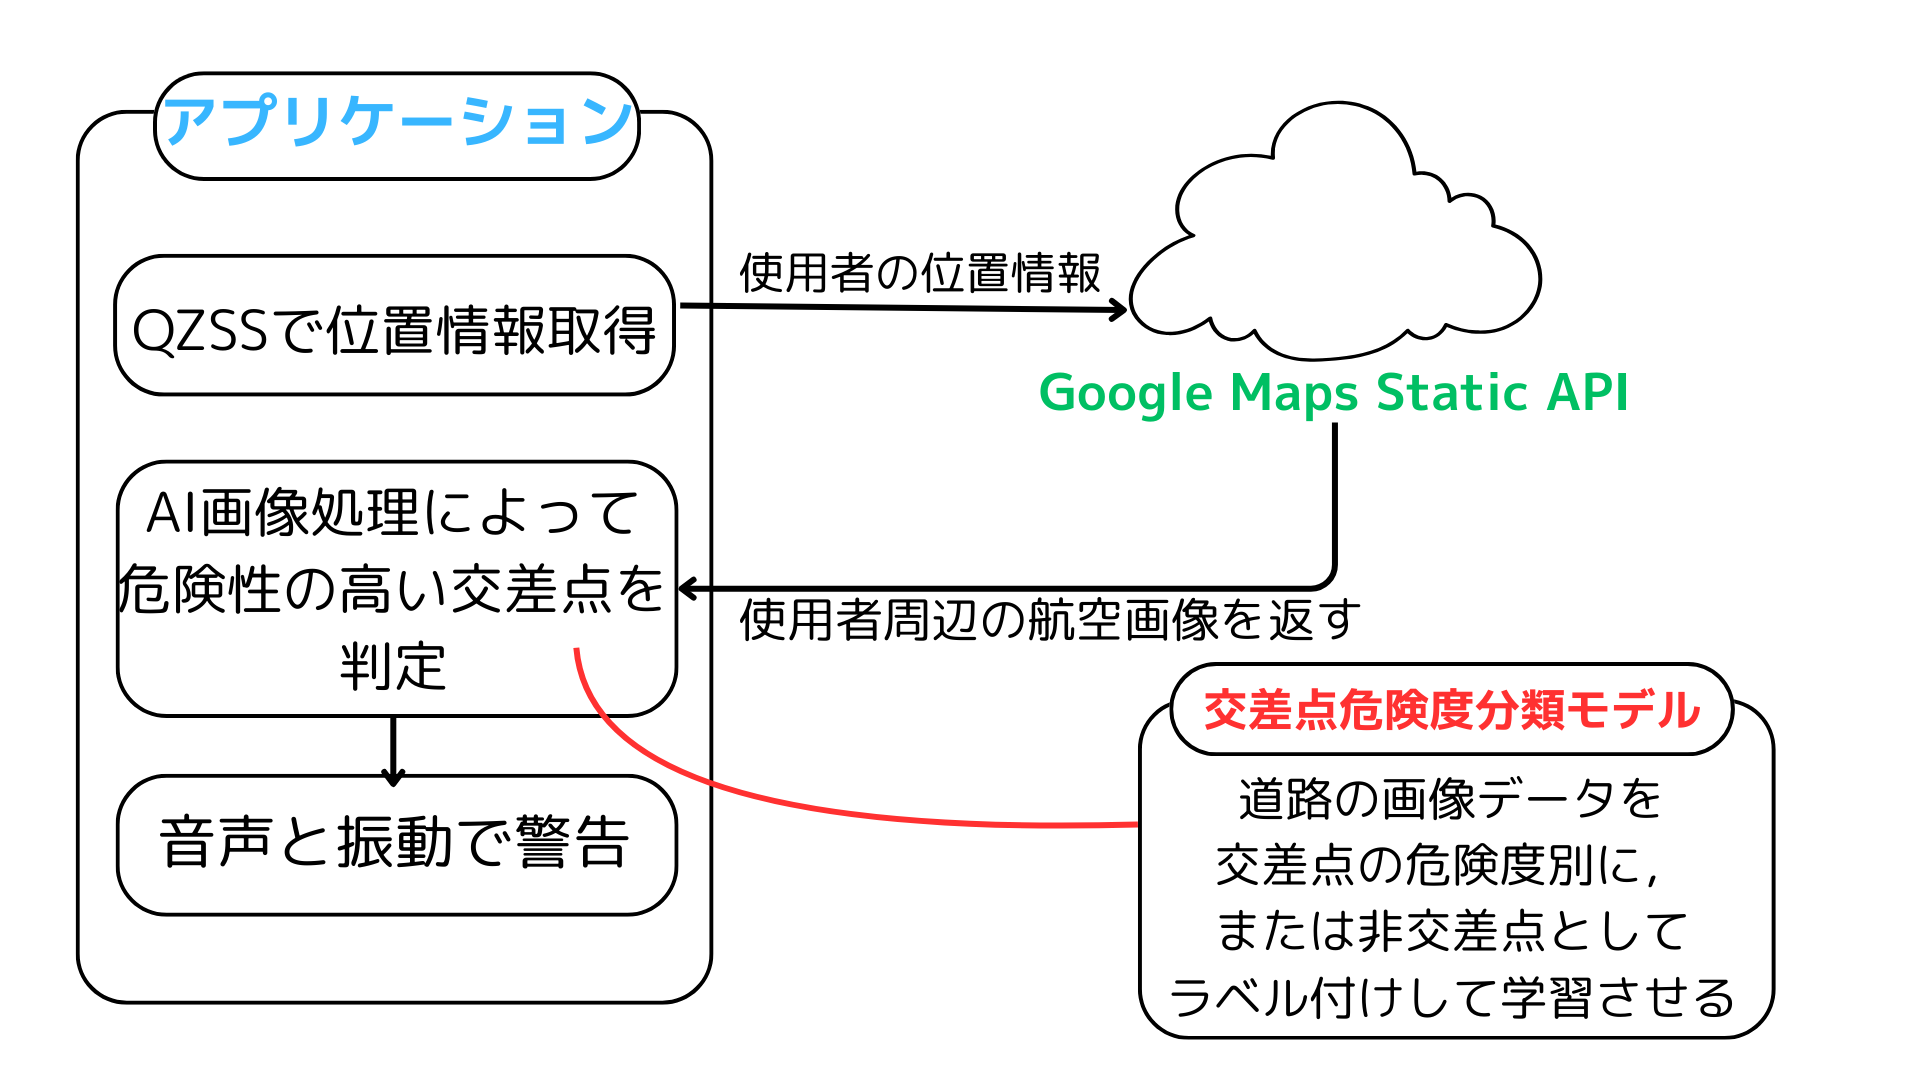 アプリケーション
QZSSで位置情報取得
使用者の位置情報
Google Maps Static API
AI画像処理によって
危険性の高い交差点を
判定
使用者周辺の航空画像を返す
音声と振動で警告
交差点危険度分類モデル
道路の画像データを
交差点の危険度別に，
または非交差点として
ラベル付けして学習させる